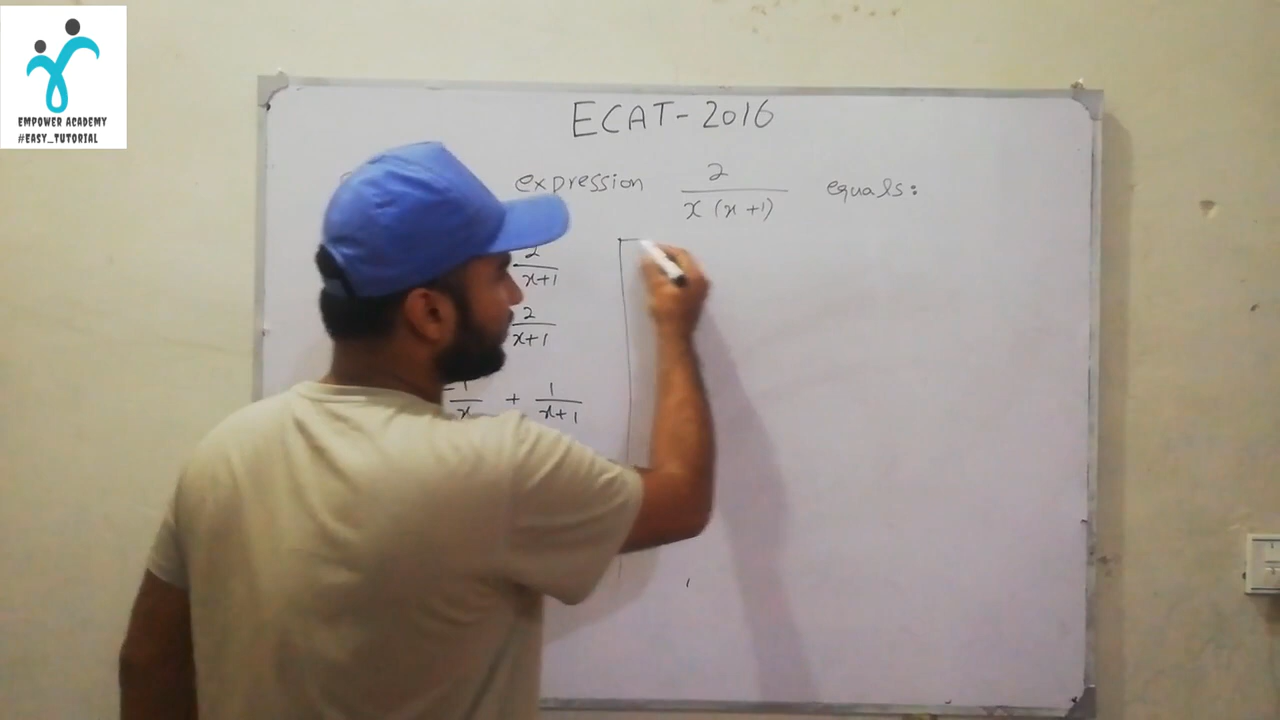 EMPOWER ACADEMY
#EASY_TUTORIAL
ECAT-2016
expression 2/x(x+1) equals:
2/x+1
2/x+1
-1/x + 1/x+1